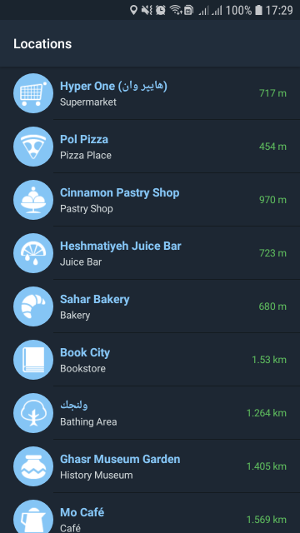 100% 17:29
Locations
Hyper One (هایپر وان)
Supermarket
717 m
Pol Pizza
Pizza Place
454 m
Cinnamon Pastry Shop
Pastry Shop
970 m
Heshmatiyeh Juice Bar
Juice Bar
723 m
Sahar Bakery
Bakery
680 m
Book City
Bookstore
1.53 km
ولنجك
Bathing Area
1.264 km
Ghasr Museum Garden
History Museum
1.405 km
Mo Café
Café
1.569 km